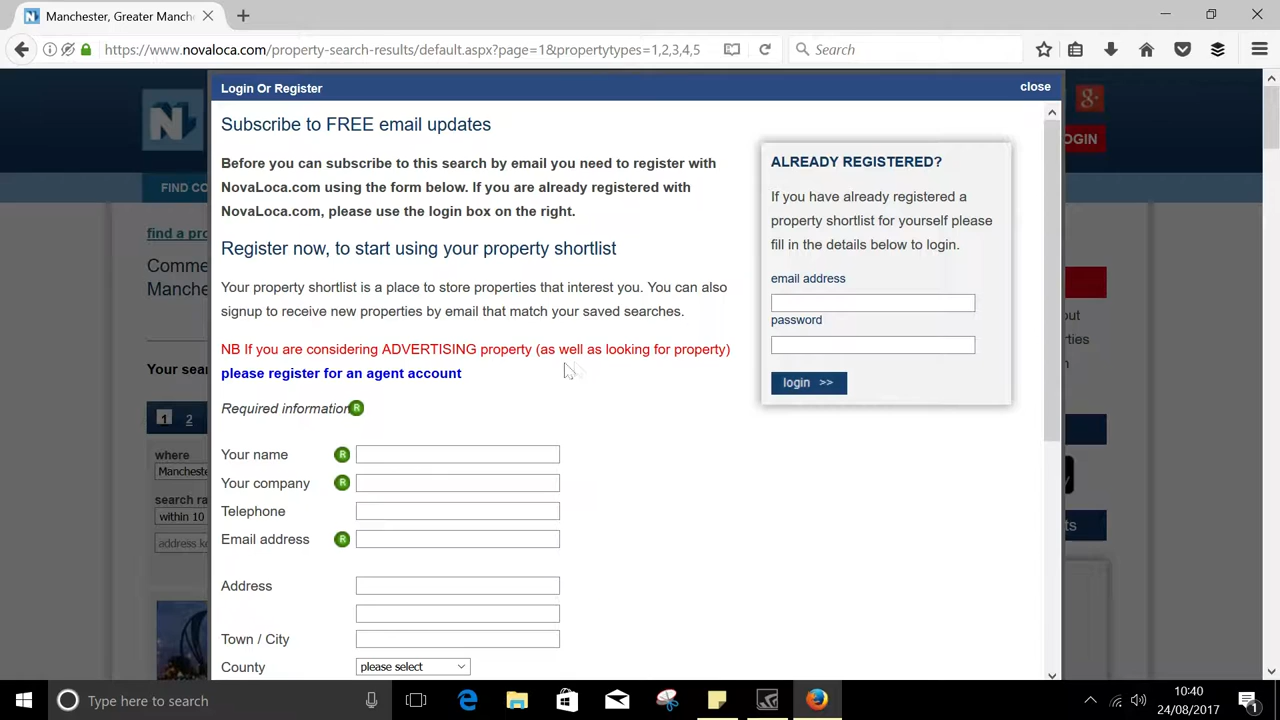 Manchester, Greater Manch
https://www.novaloca.com/property-search-results/default.aspx?page=1&propertytypes=1,2,3,4,5
Search
Login Or Register
close
Subscribe to FREE email updates
Before you can subscribe to this search by email you need to register with
NovaLoca.com using the form below. If you are already registered with
NovaLoca.com, please use the login box on the right.
Register now, to start using your property shortlist
Your property shortlist is a place to store properties that interest you. You can also
signup to receive new properties by email that match your saved searches.
NB If you are considering ADVERTISING property (as well as looking for property)
please register for an agent account
Required information R
Your name R
Your company R
Telephone
Email address R
Address
Town / City
County please select
ALREADY REGISTERED?
If you have already registered a
property shortlist for yourself please
fill in the details below to login.
email address
password
login >>
N
g+
OGIN
FIND CO
find a pro
Comme
Manche
Your sear
1 2
where
Manchester
search ra
within 10
address ke
out
rties
are
ts
Type here to search
10:40
24/08/2017
1